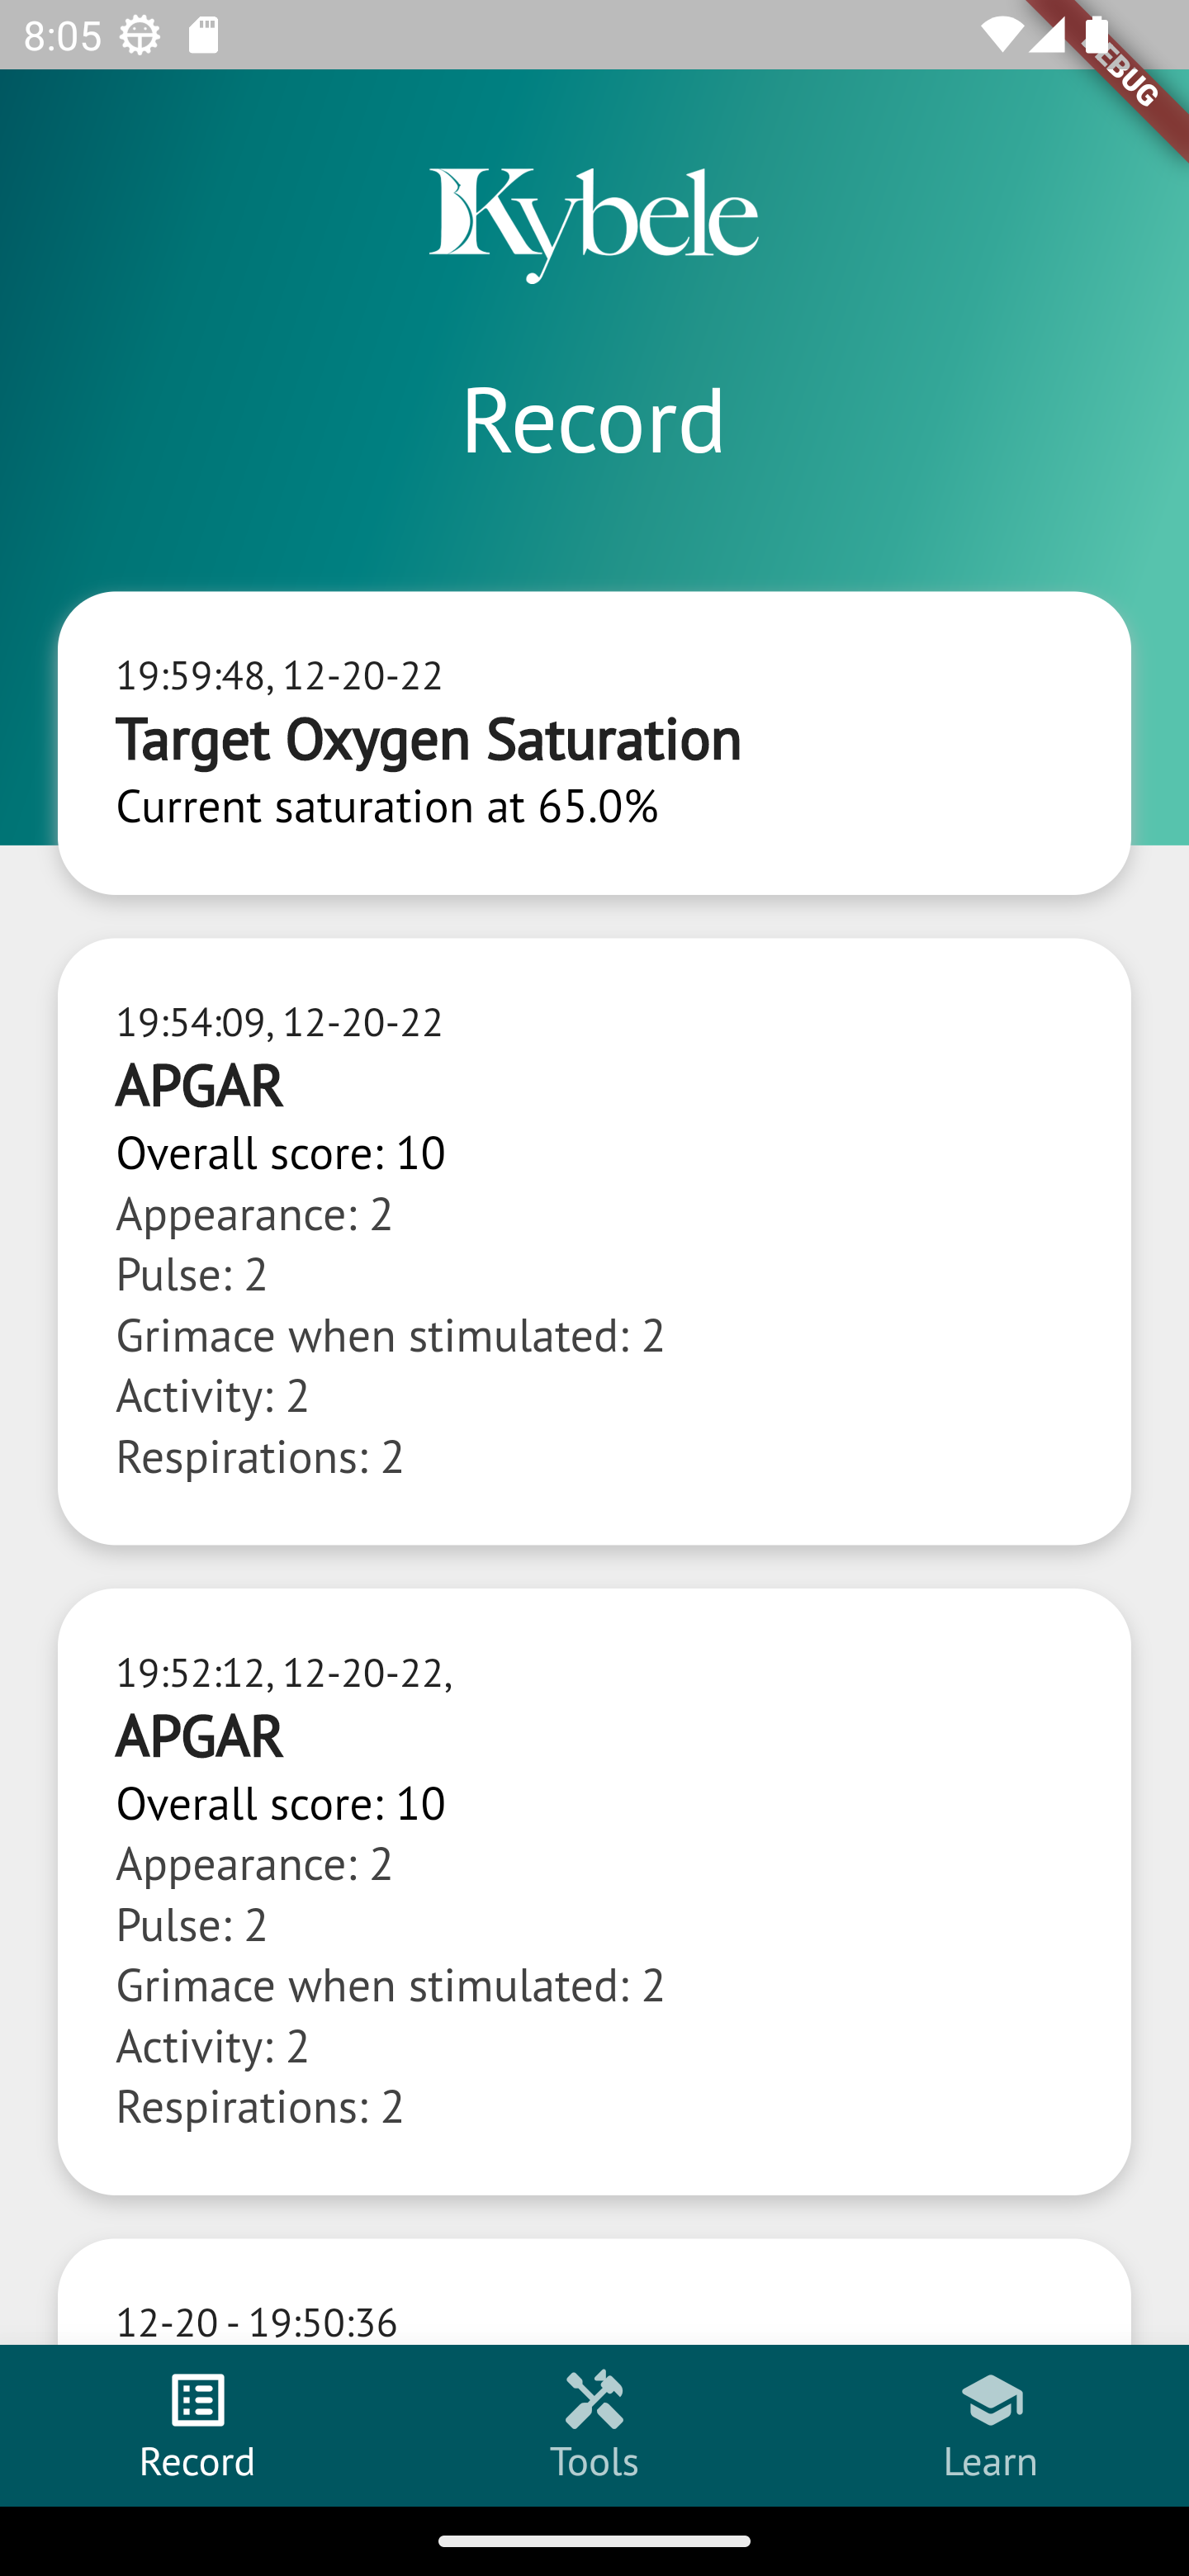 8:05
DEBUG
Kybele
Record
19:59:48, 12-20-22
Target Oxygen Saturation
Current saturation at 65.0%
19:54:09, 12-20-22
APGAR
Overall score: 10
Appearance: 2
Pulse: 2
Grimace when stimulated: 2
Activity: 2
Respirations: 2
19:52:12, 12-20-22,
APGAR
Overall score: 10
Appearance: 2
Pulse: 2
Grimace when stimulated: 2
Activity: 2
Respirations: 2
12-20 - 19:50:36
Record
Tools
Learn